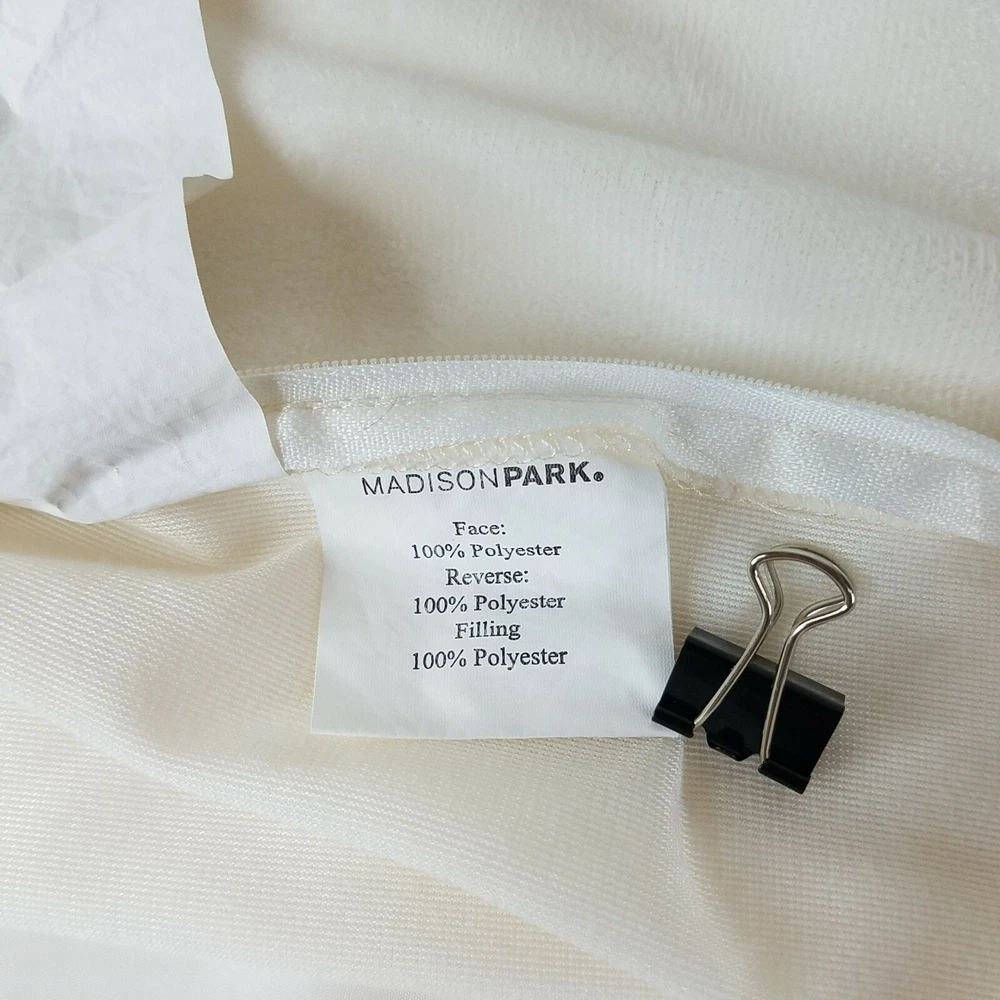 MADISONPARK®
Face:
100% Polyester
Reverse:
100% Polyester
Filling
100% Polyester